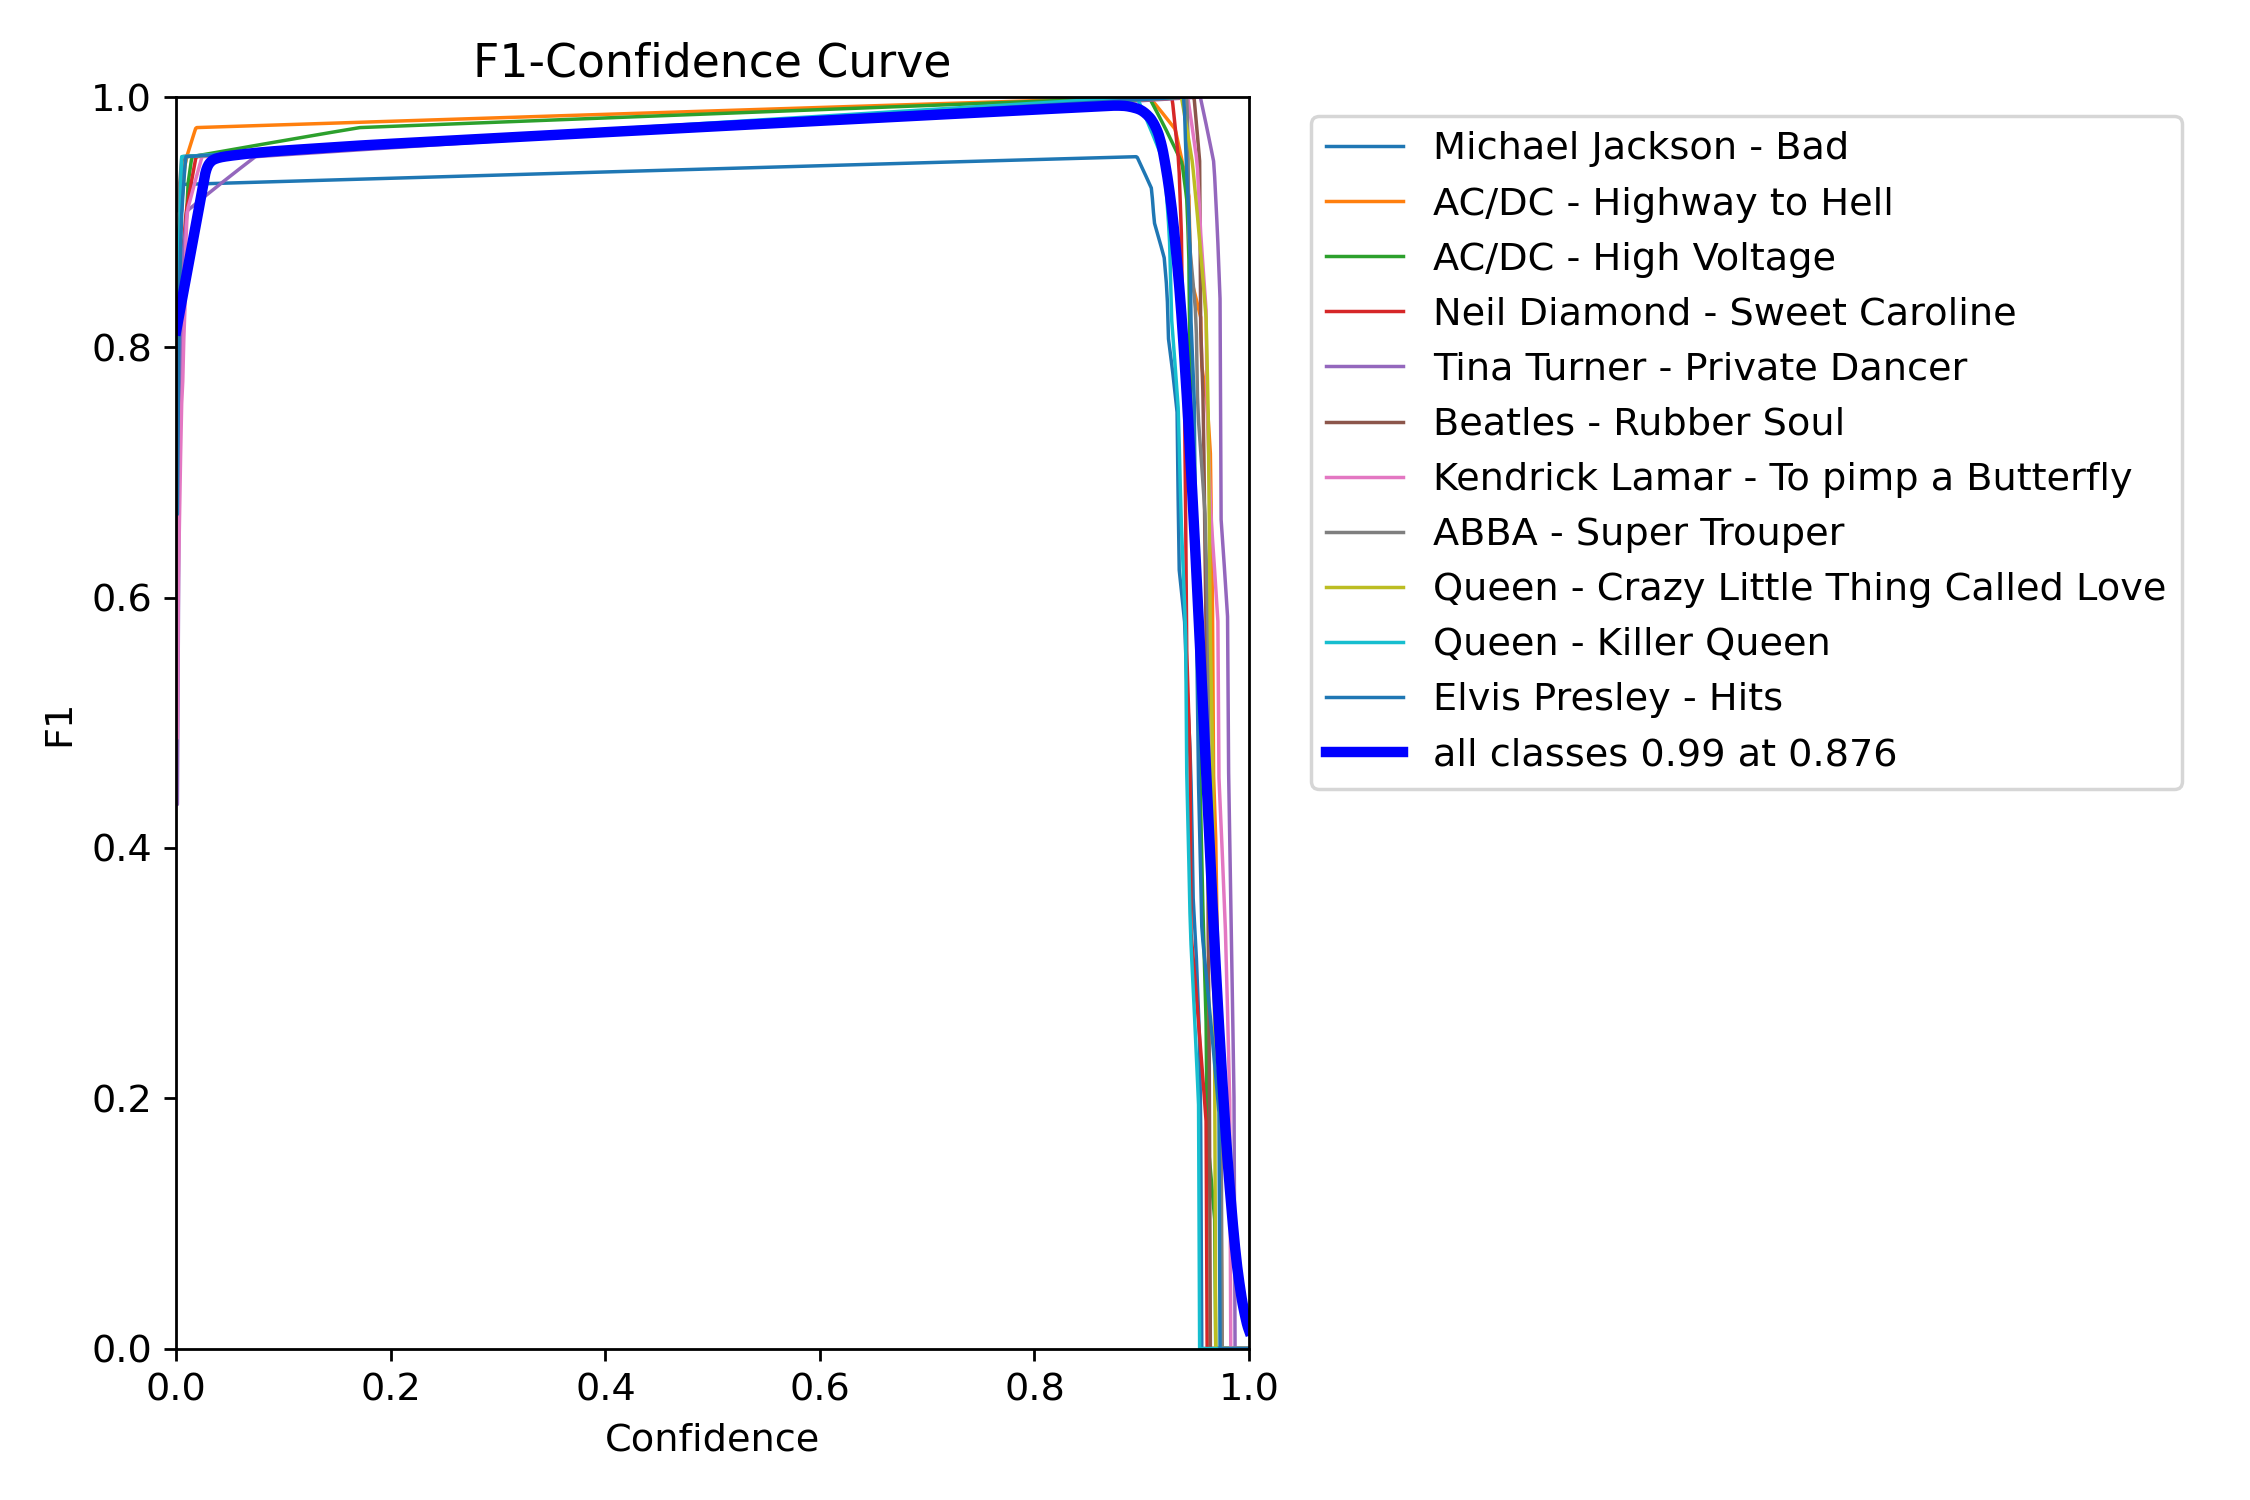 F1-Confidence Curve
1.0
0.8
0.6
0.4
0.2
0.0
F1
0.0 0.2 0.4 0.6 0.8 1.0
Confidence
Michael Jackson - Bad
AC/DC - Highway to Hell
AC/DC - High Voltage
Neil Diamond - Sweet Caroline
Tina Turner - Private Dancer
Beatles - Rubber Soul
Kendrick Lamar - To pimp a Butterfly
ABBA - Super Trouper
Queen - Crazy Little Thing Called Love
Queen - Killer Queen
Elvis Presley - Hits
all classes 0.99 at 0.876